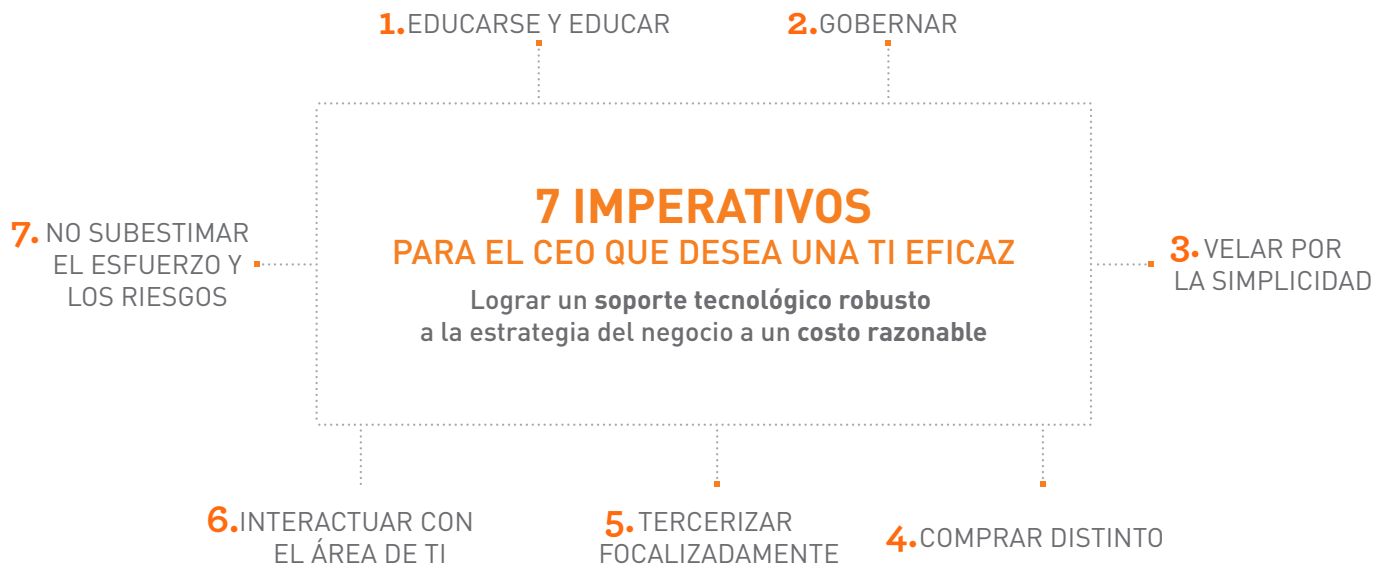 1. EDUCARSE Y EDUCAR
2. GOBERNAR
7 IMPERATIVOS
PARA EL CEO QUE DESEA UNA TI EFICAZ
Lograr un soporte tecnológico robusto
a la estrategia del negocio a un costo razonable
3. VELAR POR
LA SIMPLICIDAD
4. COMPRAR DISTINTO
5. TERCERIZAR
FOCALIZADAMENTE
6. INTERACTUAR CON
EL ÁREA DE TI
7. NO SUBESTIMAR
EL ESFUERZO Y
LOS RIESGOS